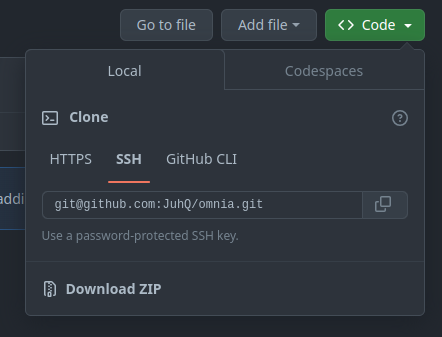 Go to file Add file Code
Local Codespaces
Clone
HTTPS SSH GitHub CLI
addi
git@github.com:JuhQ/omnia.git
Use a password-protected SSH key.
Download ZIP